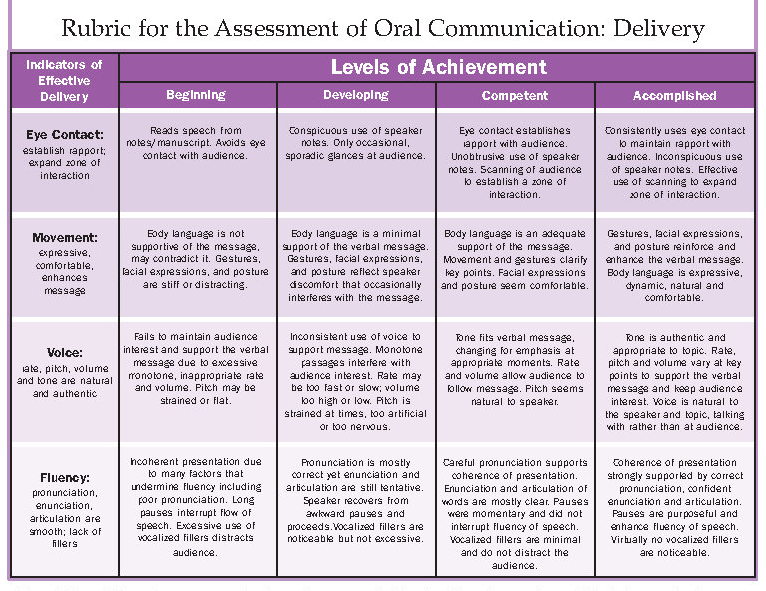 Rubric for the Assessment of Oral Communication: Delivery
Indicators of
Effective
Delivery
Levels of Achievement
Beginning
Developing
Competent
Accomplished
Eye Contact:
establish rapport;
expand zone of
interaction
Reads speech from
notes/manuscript. Avoids eye
contact with audience.
Conspicuous use of speaker
notes. Only occasional,
sporadic glances at audience.
Eye contact establishes
rapport with audience.
Unobtrusive use of speaker
notes. Scanning of audience
to establish a zone of
interaction.
Consistently uses eye contact
to maintain rapport with
audience. Inconspicuous use
of speaker notes. Effective
use of scanning to expand
zone of interaction.
Movement:
expressive,
comfortable,
enhances
message
Body language is not
supportive of the message,
may contradict it. Gestures,
facial expressions, and posture
are stiff or distracting.
Body language is a minimal
support of the verbal message.
Gestures, facial expressions,
and posture reflect speaker
discomfort that occasionally
interferes with the message.
Body language is an adequate
support of the message.
Movement and gestures clarify
key points. Facial expressions
and posture seem comfortable.
Gestures, facial expressions,
and posture reinforce and
enhance the verbal message.
Body language is expressive,
dynamic, natural and
comfortable.
Voice:
rate, pitch, volume
and tone are natural
and authentic
Fails to maintain audience
interest and support the verbal
message due to excessive
monotone, inappropriate rate
and volume. Pitch may be
strained or flat.
Inconsistent use of voice to
support message. Monotone
passages interfere with
audience interest. Rate may
be too fast or slow; volume
too high or low. Pitch is
strained at times, too artificial
or too nervous.
Tone fits verbal message,
changing for emphasis at
appropriate moments. Rate
and volume allow audience to
follow message. Pitch seems
natural to speaker.
Tone is authentic and
appropriate to topic. Rate,
pitch and volume vary at key
points to support the verbal
message and keep audience
interest. Voice is natural to
the speaker and topic, talking
with rather than at audience.
Fluency:
pronunciation,
enunciation,
articulation are
smooth; lack of
fillers
Incoherent presentation due
to many factors that
undermine fluency including
poor pronunciation. Long
pauses interrupt flow of
speech. Excessive use of
vocalized fillers distracts
audience.
Pronunciation is mostly
correct yet enunciation and
articulation are still tentative.
Speaker recovers from
awkward pauses and
proceeds.Vocalized fillers are
noticeable but not excessive.
Careful pronunciation supports
coherence of presentation.
Enunciation and articulation of
words are mostly clear. Pauses
were momentary and did not
interrupt fluency of speech.
Vocalized fillers are minimal
and do not distract the
audience.
Coherence of presentation
strongly supported by correct
pronunciation, confident
enunciation and articulation.
Pauses are purposeful and
enhance fluency of speech.
Virtually no vocalized fillers
are noticeable.